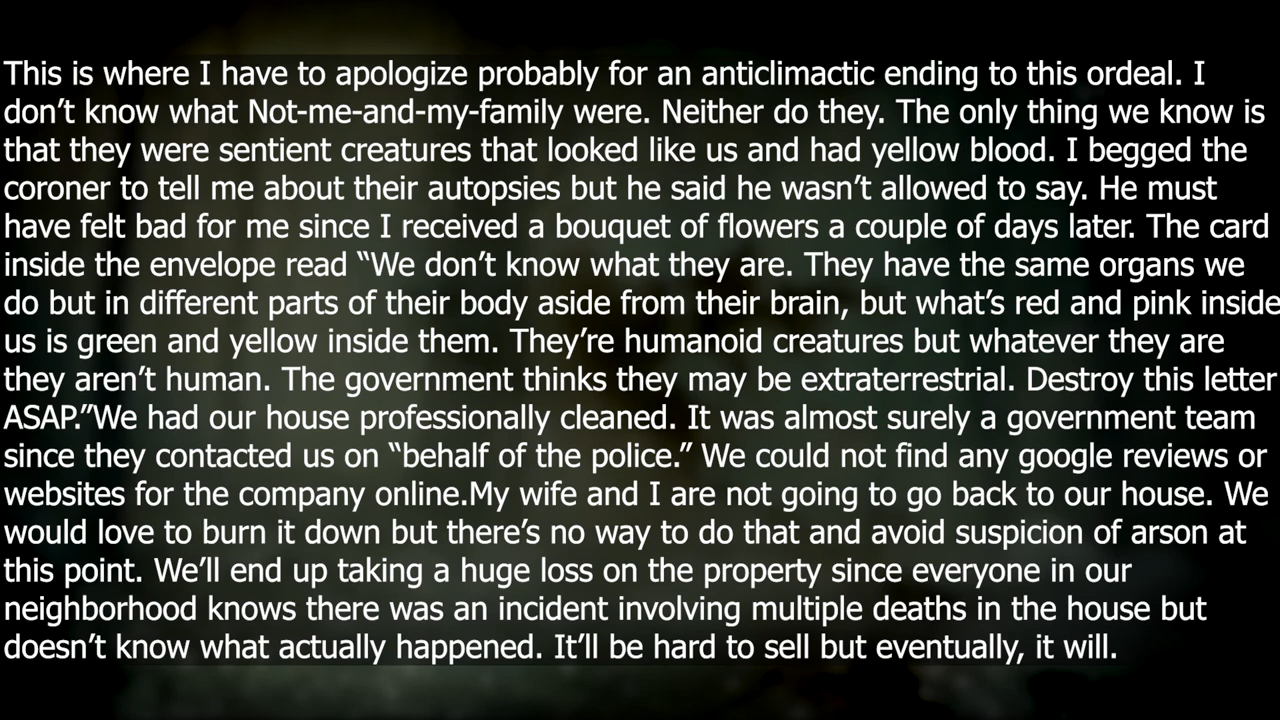 This is where I have to apologize probably for an anticlimactic ending to this ordeal. I
don’t know what Not-me-and-my-family were. Neither do they. The only thing we know is
that they were sentient creatures that looked like us and had yellow blood. I begged the
coroner to tell me about their autopsies but he said he wasn’t allowed to say. He must
have felt bad for me since I received a bouquet of flowers a couple of days later. The card
inside the envelope read “We don’t know what they are. They have the same organs we
do but in different parts of their body aside from their brain, but what’s red and pink inside
us is green and yellow inside them. They’re humanoid creatures but whatever they are
they aren’t human. The government thinks they may be extraterrestrial. Destroy this letter
ASAP.”We had our house professionally cleaned. It was almost surely a government team
since they contacted us on “behalf of the police.” We could not find any google reviews or
websites for the company online.My wife and I are not going to go back to our house. We
would love to burn it down but there’s no way to do that and avoid suspicion of arson at
this point. We’ll end up taking a huge loss on the property since everyone in our
neighborhood knows there was an incident involving multiple deaths in the house but
doesn’t know what actually happened. It’ll be hard to sell but eventually, it will.